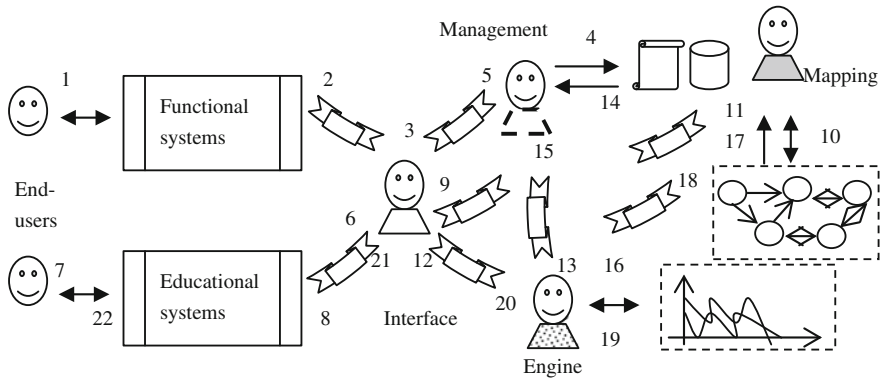 Management
4
1
2
5
Mapping
Functional
systems
14
3
11
15
17
10
End-
users
9
18
6
7
21
12
13
16
Educational
systems
20
22
8
Interface
19
Engine